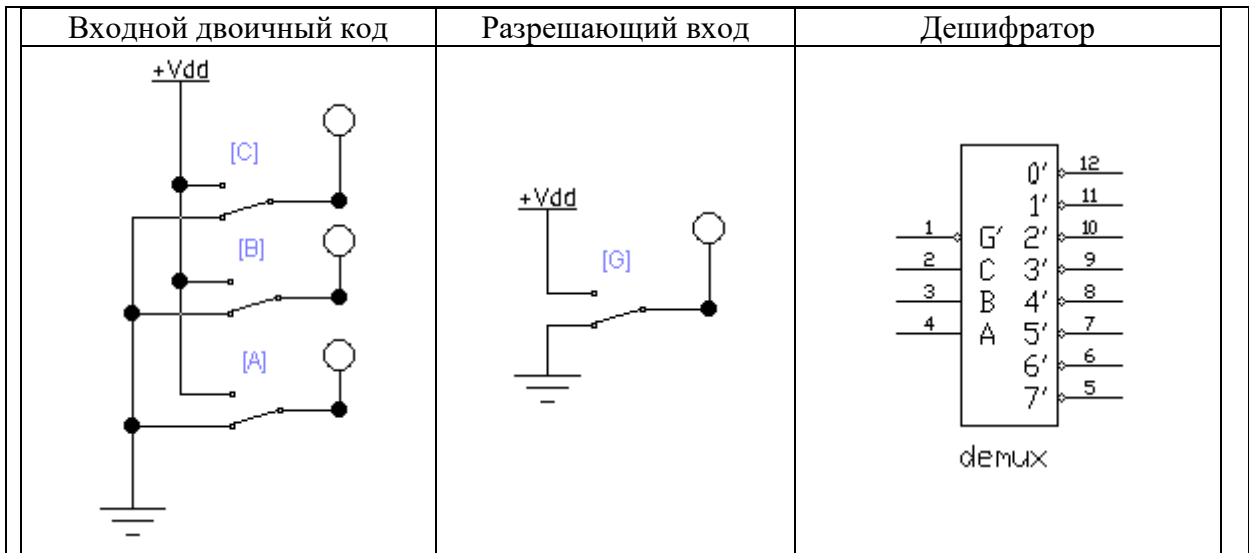 Входной двоичный код
Разрешающий вход
Дешифратор
+Vdd
[C]
[B]
[A]
+Vdd
[G]
0' 12
1' 11
1 G' 2' 10
2 C 3' 9
3 B 4' 8
4 A 5' 7
6' 6
7' 5
demux